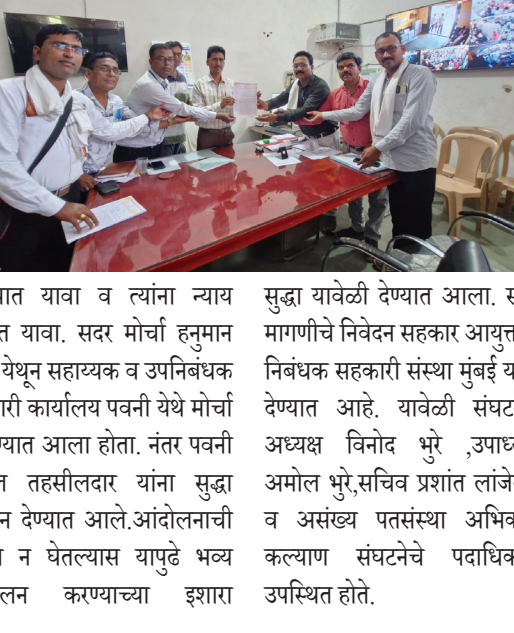 यात यावा व त्यांना न्याय
त यावा. सदर मोर्चा हनुमान
येथून सहाय्यक व उपनिबंधक
ारी कार्यालय पवनी येथे मोर्चा
ण्यात आला होता. नंतर पवनी
तहसीलदार यांना सुद्धा
न देण्यात आले.आंदोलनाची
न घेतल्यास यापुढे भव्य
लन करण्याच्या इशारा
सुद्धा यावेळी देण्यात आला. स
मागणीचे निवेदन सहकार आयुक्त
निबंधक सहकारी संस्था मुंबई य
देण्यात आहे. यावेळी संघट
अध्यक्ष विनोद भुरे ,उपाध्य
अमोल भुरे,सचिव प्रशांत लांजे
व असंख्य पतसंस्था अभिक
कल्याण संघटनेचे पदाधिक
उपस्थित होते.